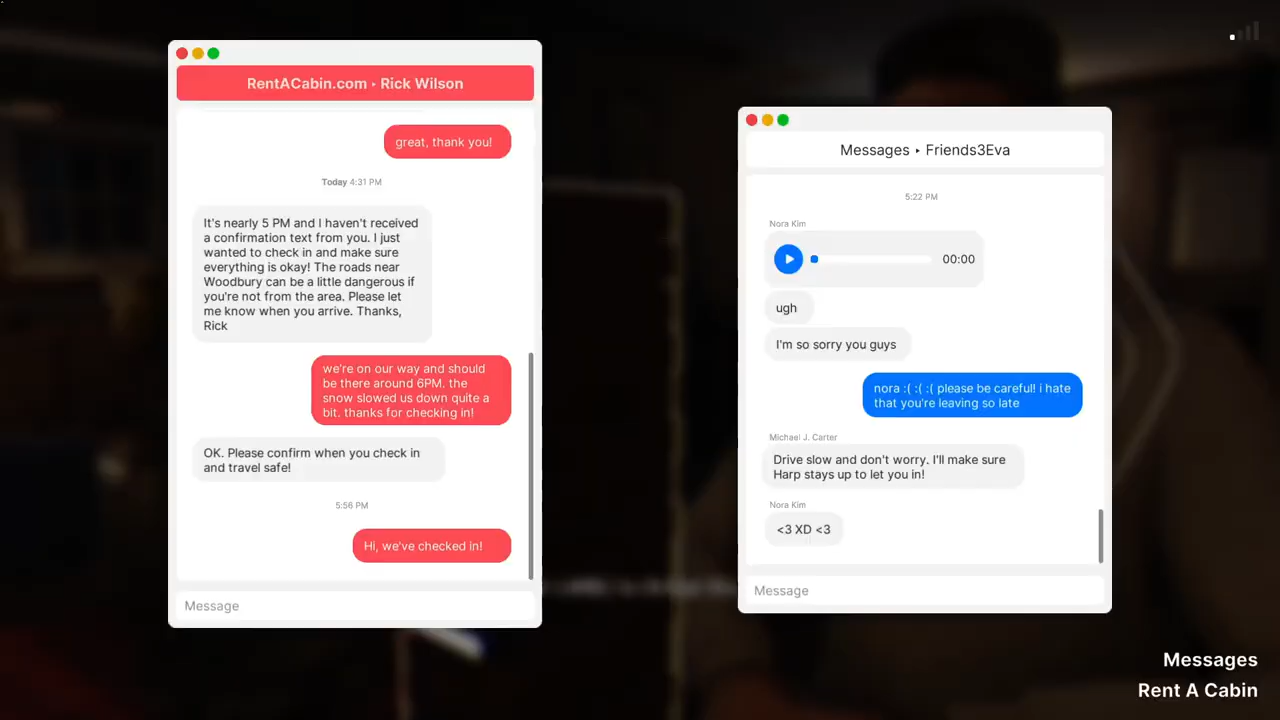 RentACabin.com ‣ Rick Wilson
great, thank you!
Today 4:31 PM
It's nearly 5 PM and I haven't received
a confirmation text from you. I just
wanted to check in and make sure
everything is okay! The roads near
Woodbury can be a little dangerous if
you're not from the area. Please let
me know when you arrive. Thanks,
Rick
we're on our way and should
be there around 6PM. the
snow slowed us down quite a
bit. thanks for checking in!
OK. Please confirm when you check in
and travel safe!
5:56 PM
Hi, we've checked in!
Message
Messages ‣ Friends3Eva
5:22 PM
Nora Kim
00:00
ugh
I'm so sorry you guys
nora :( :( :( please be careful! i hate
that you're leaving so late
Michael J. Carter
Drive slow and don't worry. I'll make sure
Harp stays up to let you in!
Nora Kim
<3 XD <3
Message
Messages
Rent A Cabin